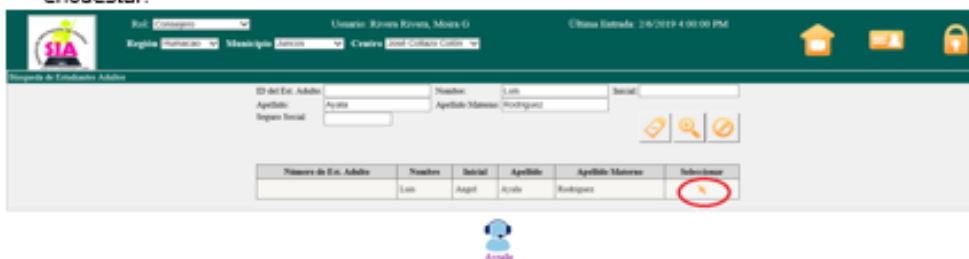 Rol: Consejero Usuario: Rivera Rivera, Moira G Última Entrada: 2/6/2019 4:00:00 PM
SIA
Región Humacao Municipio Juncos Centro José Collazo Colón
Búsqueda de Estudiantes Adultos
ID del Est. Adulto: Nombre: Luis Inicial:
Apellido: Ayala Apellido Materno: Rodriguez
Seguro Social
Número de Est. Adulto Nombre Inicial Apellido Apellido Materno Seleccionar
Luis Angel Ayala Rodriguez
Ayuda